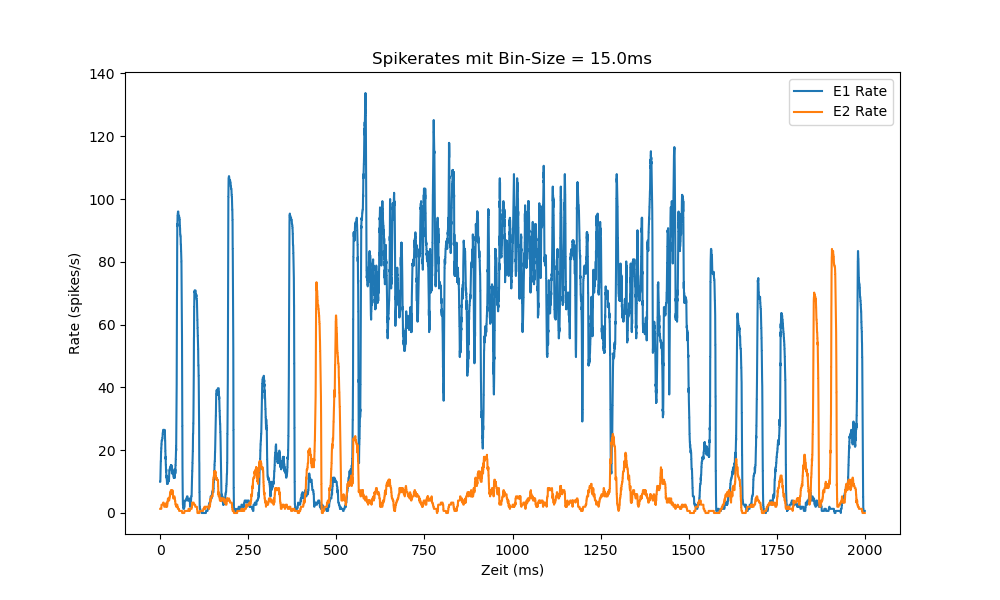 Spikerates mit Bin-Size = 15.0ms
140
120
100
80
60
40
20
0
Rate (spikes/s)
E1 Rate
E2 Rate
0 250 500 750 1000 1250 1500 1750 2000
Zeit (ms)